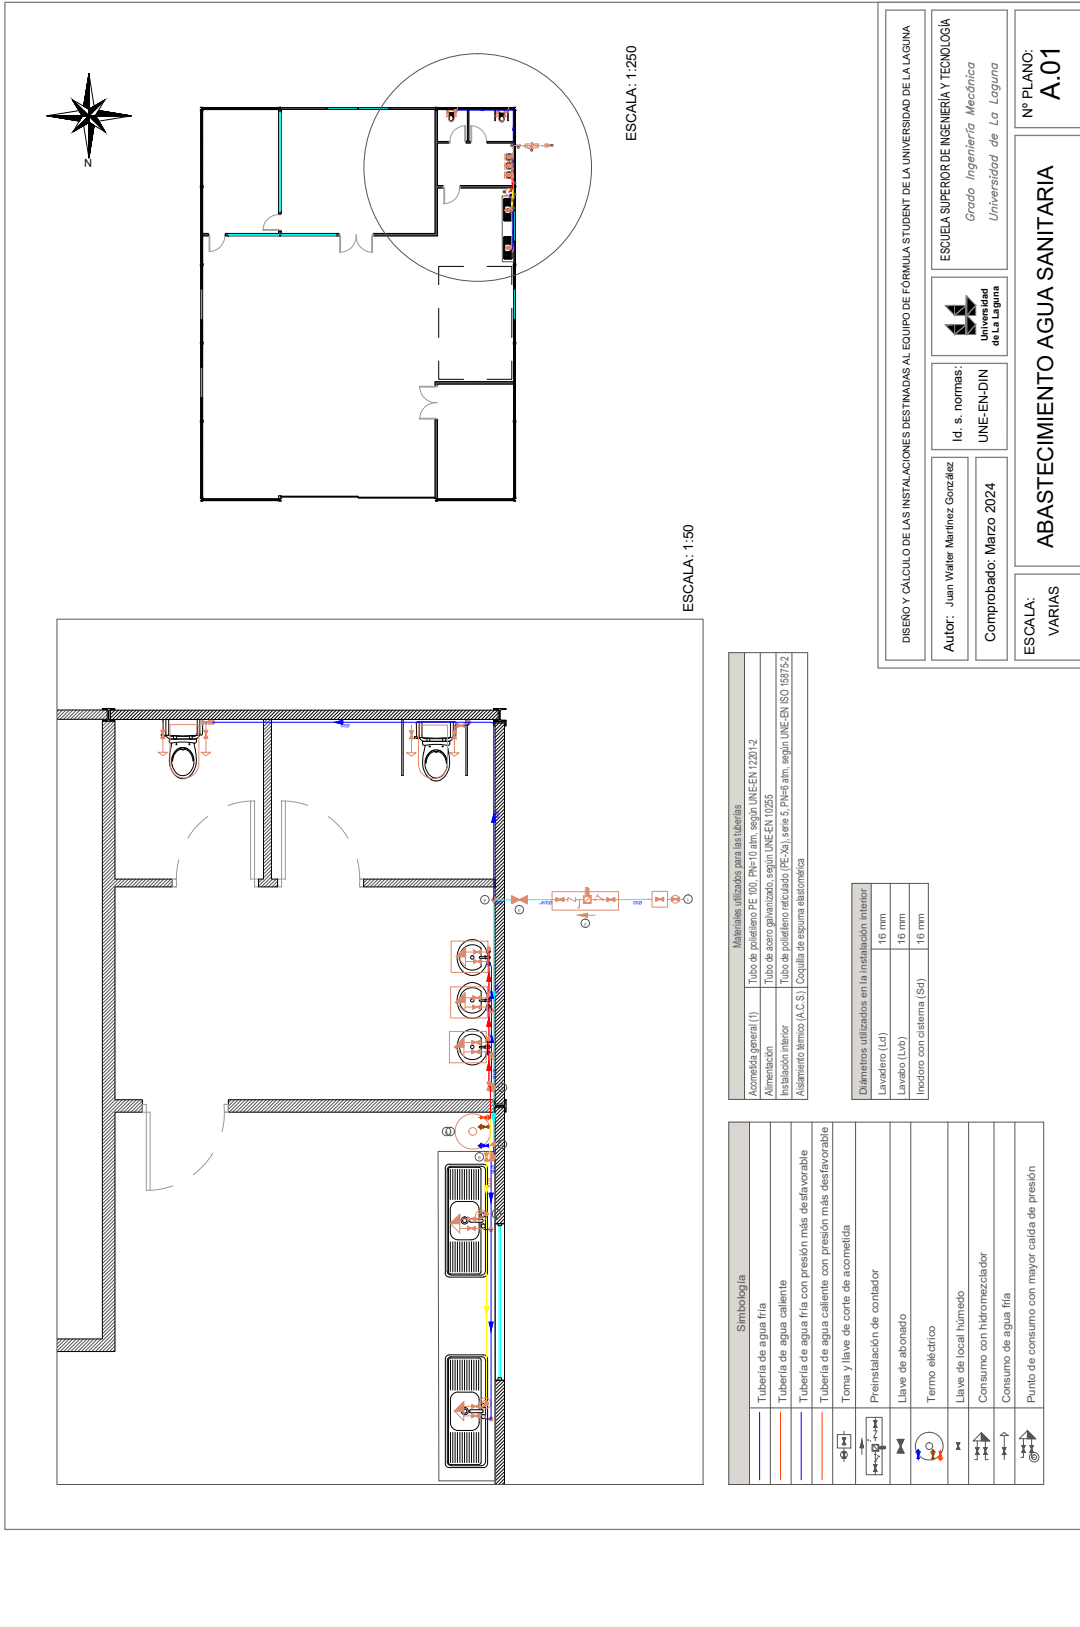 N
ESCALA: 1:250
ESCALA: 1:50
Materiales utilizados para las tuberías
Acometida general (1) Tubo de polietileno PE 100, PN=10 atm, según UNE-EN 12201-2
Alimentación Tubo de acero galvanizado, según UNE-EN 10255
Instalación interior Tubo de polietileno reticulado (PE-Xa), serie 5, PN=6 atm, según UNE-EN ISO 15875-2
Aislamiento térmico (A.C.S.) Coquilla de espuma elastomérica
Diámetros utilizados en la instalación interior
Lavadero (Ld) 16 mm
Lavabo (Lvb) 16 mm
Inodoro con cisterna (Sd) 16 mm
Simbología
Tubería de agua fría
Tubería de agua caliente
Tubería de agua fría con presión más desfavorable
Tubería de agua caliente con presión más desfavorable
Toma y llave de corte de acometida
Preinstalación de contador
Llave de abonado
Termo eléctrico
Llave de local húmedo
Consumo con hidromezclador
Consumo de agua fría
Punto de consumo con mayor caída de presión
DISEÑO Y CÁLCULO DE LAS INSTALACIONES DESTINADAS AL EQUIPO DE FÓRMULA STUDENT DE LA UNIVERSIDAD DE LA LAGUNA
Autor: Juan Walter Martínez González
Comprobado: Marzo 2024
Id. s. normas:
UNE-EN-DIN
Universidad
de La Laguna
ESCUELA SUPERIOR DE INGENIERÍA Y TECNOLOGÍA
Grado Ingeniería Mecánica
Universidad de La Laguna
ESCALA:
VARIAS
ABASTECIMIENTO AGUA SANITARIA
Nº PLANO:
A.01